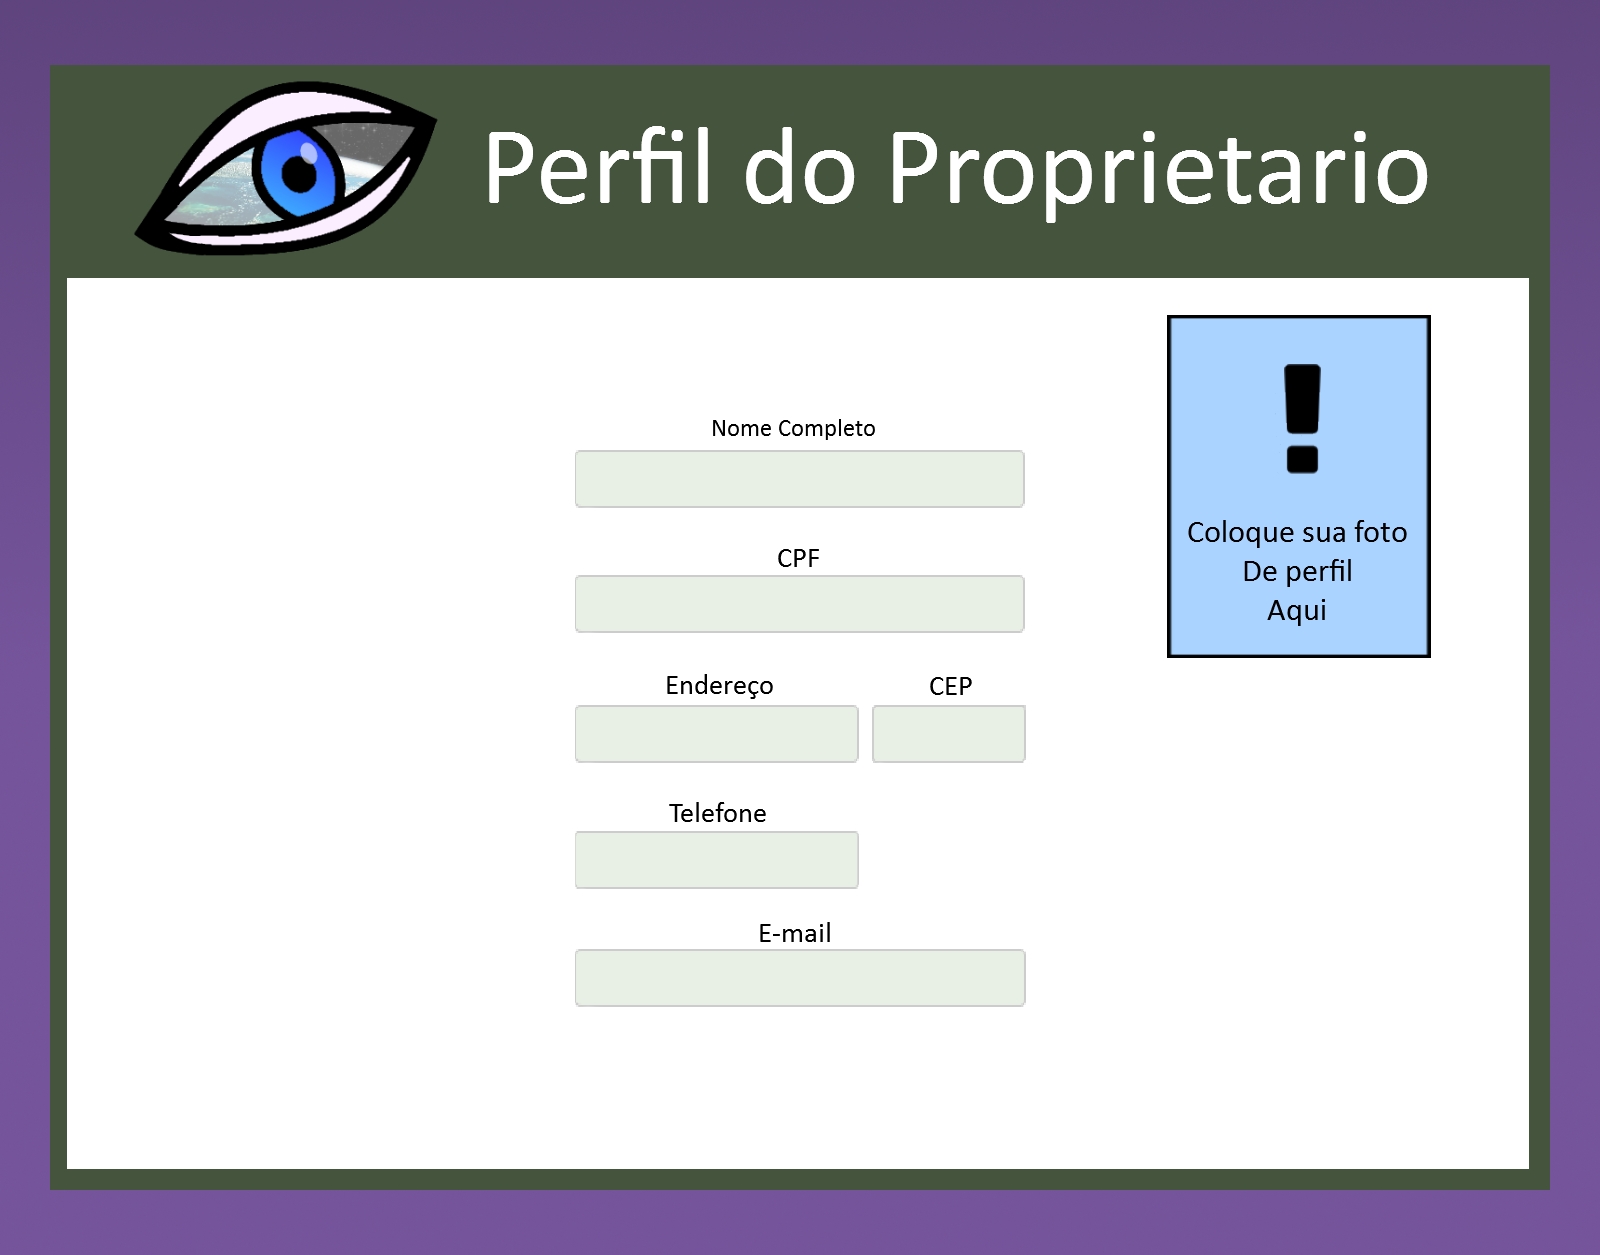 Perfil do Proprietario
Nome Completo
CPF
Endereço
CEP
Telefone
E-mail
Coloque sua foto
De perfil
Aqui